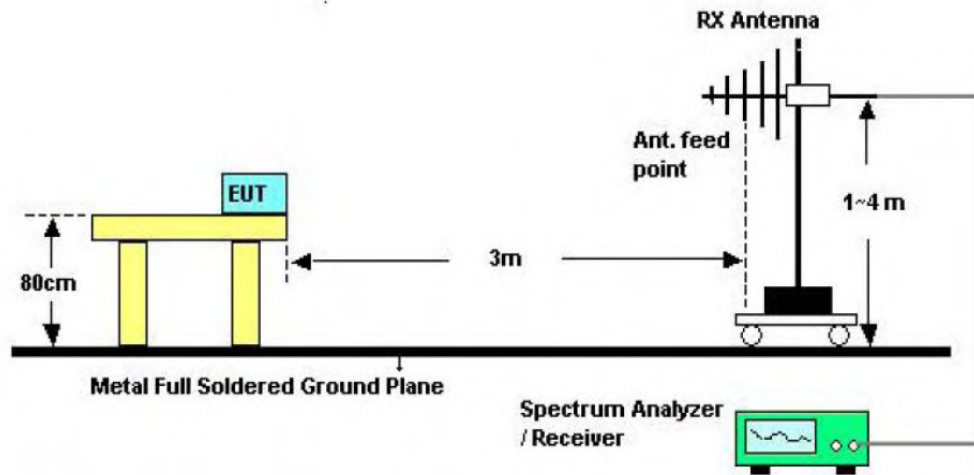 RX Antenna
Ant. feed
point
EUT
1~4 m
3m
80cm
Metal Full Soldered Ground Plane
Spectrum Analyzer
/ Receiver